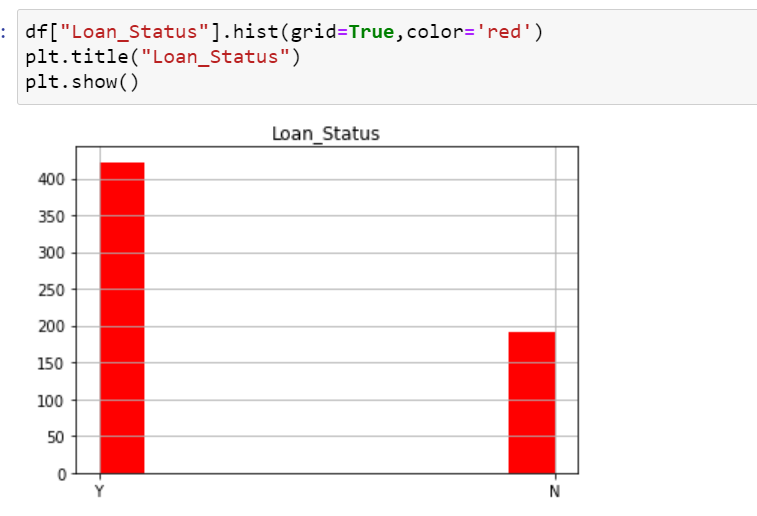 : df["Loan_Status"].hist(grid=True,color='red')
plt.title("Loan_Status")
plt.show()
Loan_Status
400
350
300
250
200
150
100
50
0
Y N